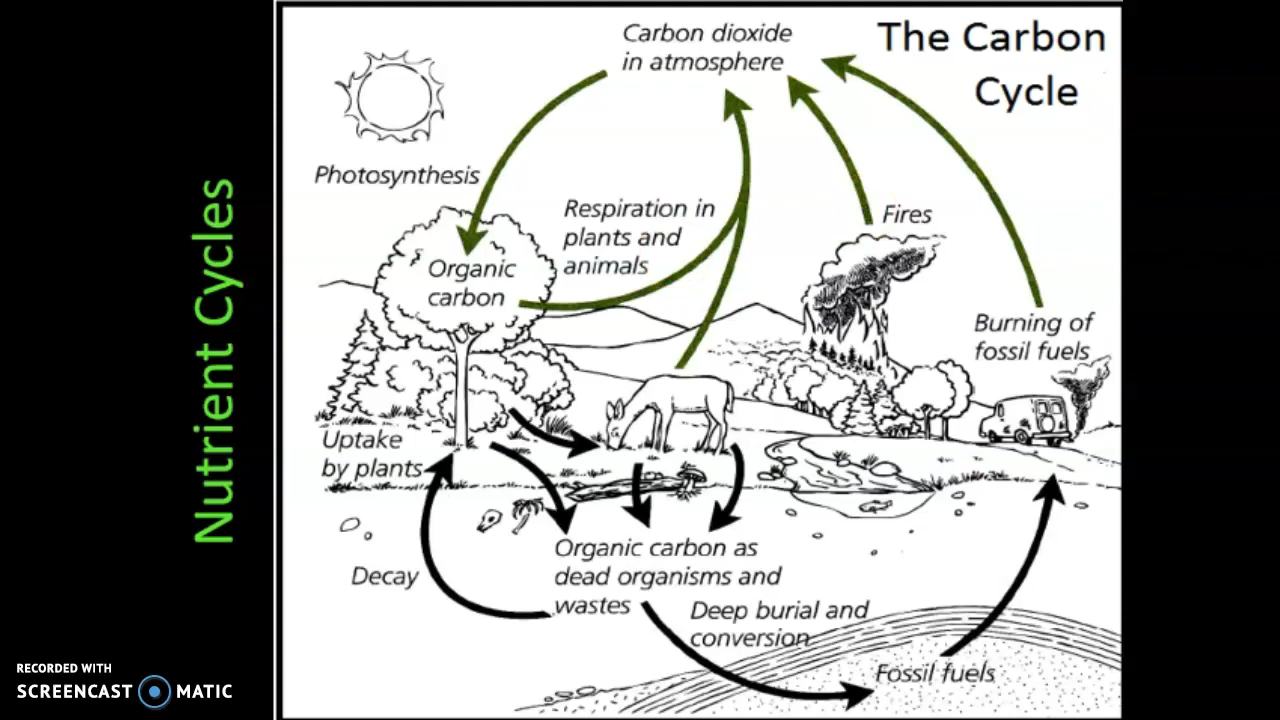 Nutrient Cycles
The Carbon
Cycle
Carbon dioxide
in atmosphere
Photosynthesis
Respiration in
plants and
animals
Fires
Organic
carbon
Burning of
fossil fuels
Uptake
by plants
Organic carbon as
dead organisms and
wastes
Decay
Deep burial and
conversion
Fossil fuels
RECORDED WITH
SCREENCAST MATIC